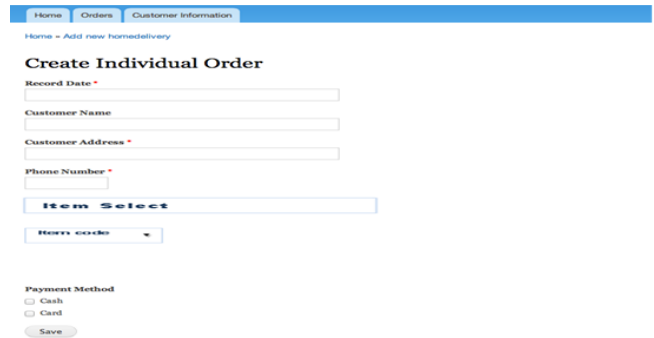 Home Orders Customer Information
Home » Add new homedelivery
Create Individual Order
Record Date *
Customer Name
Customer Address *
Phone Number *
Item Select
Item code
Payment Method
Cash
Card
Save